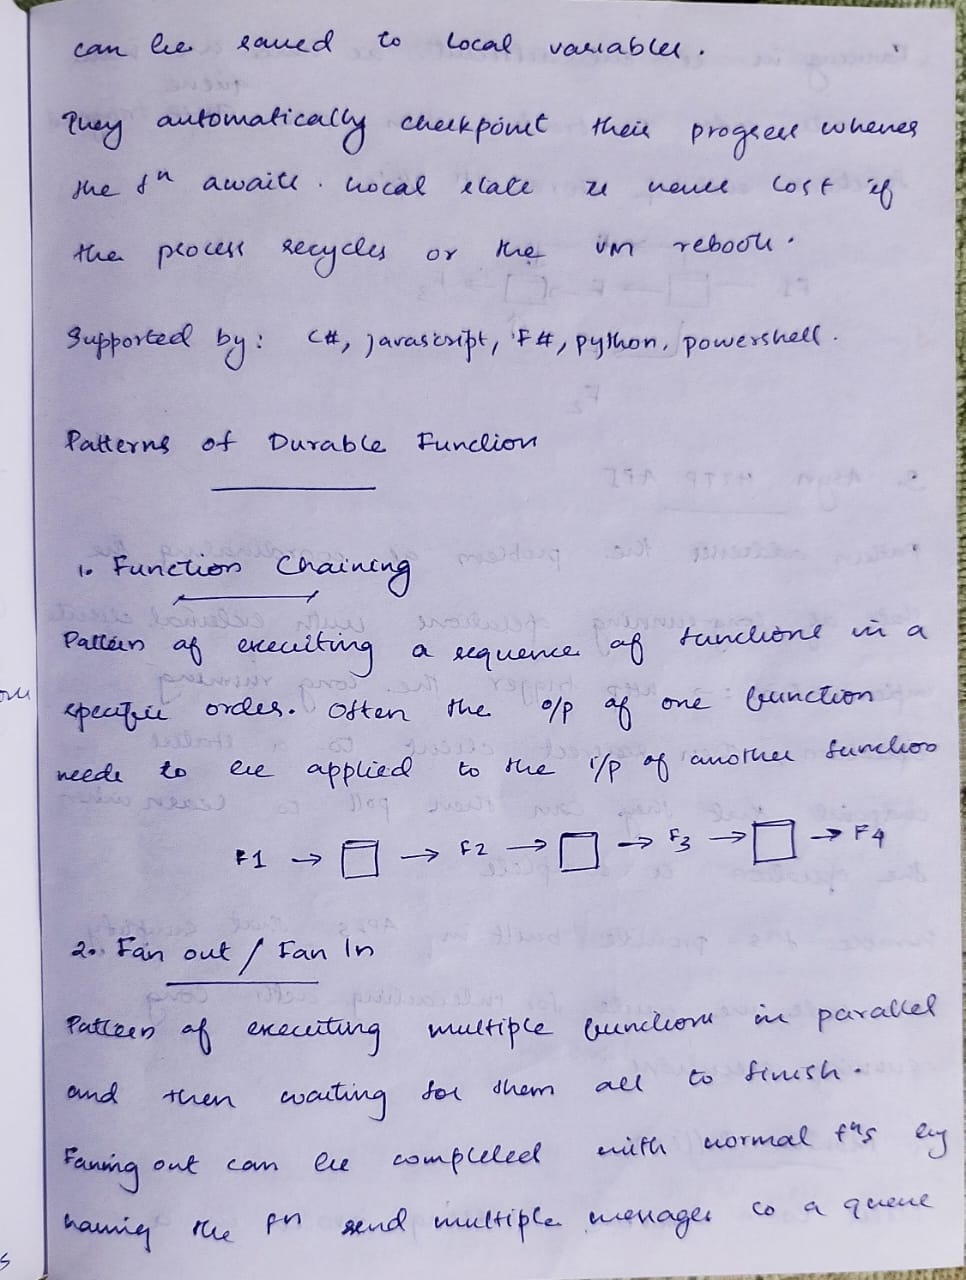 can be saved to local variables.
They automatically checkpoint their progress whenever
the fn awaits. Local state is never lost if
the process recycles or the VM reboots.
Supported by: C#, javascript, F#, python, powershell.
Patterns of Durable Function
1. Function Chaining
Pattern of executing a sequence of functions in a
specific order. Often the o/p of one function
needs to be applied to the i/p of another function
F1 → □ → F2 → □ → F3 → □ → F4
2. Fan out / Fan In
Pattern of executing multiple functions in parallel
and then waiting for them all to finish.
Faning out can be completed with normal fns by
having the fn send multiple messages to a queue